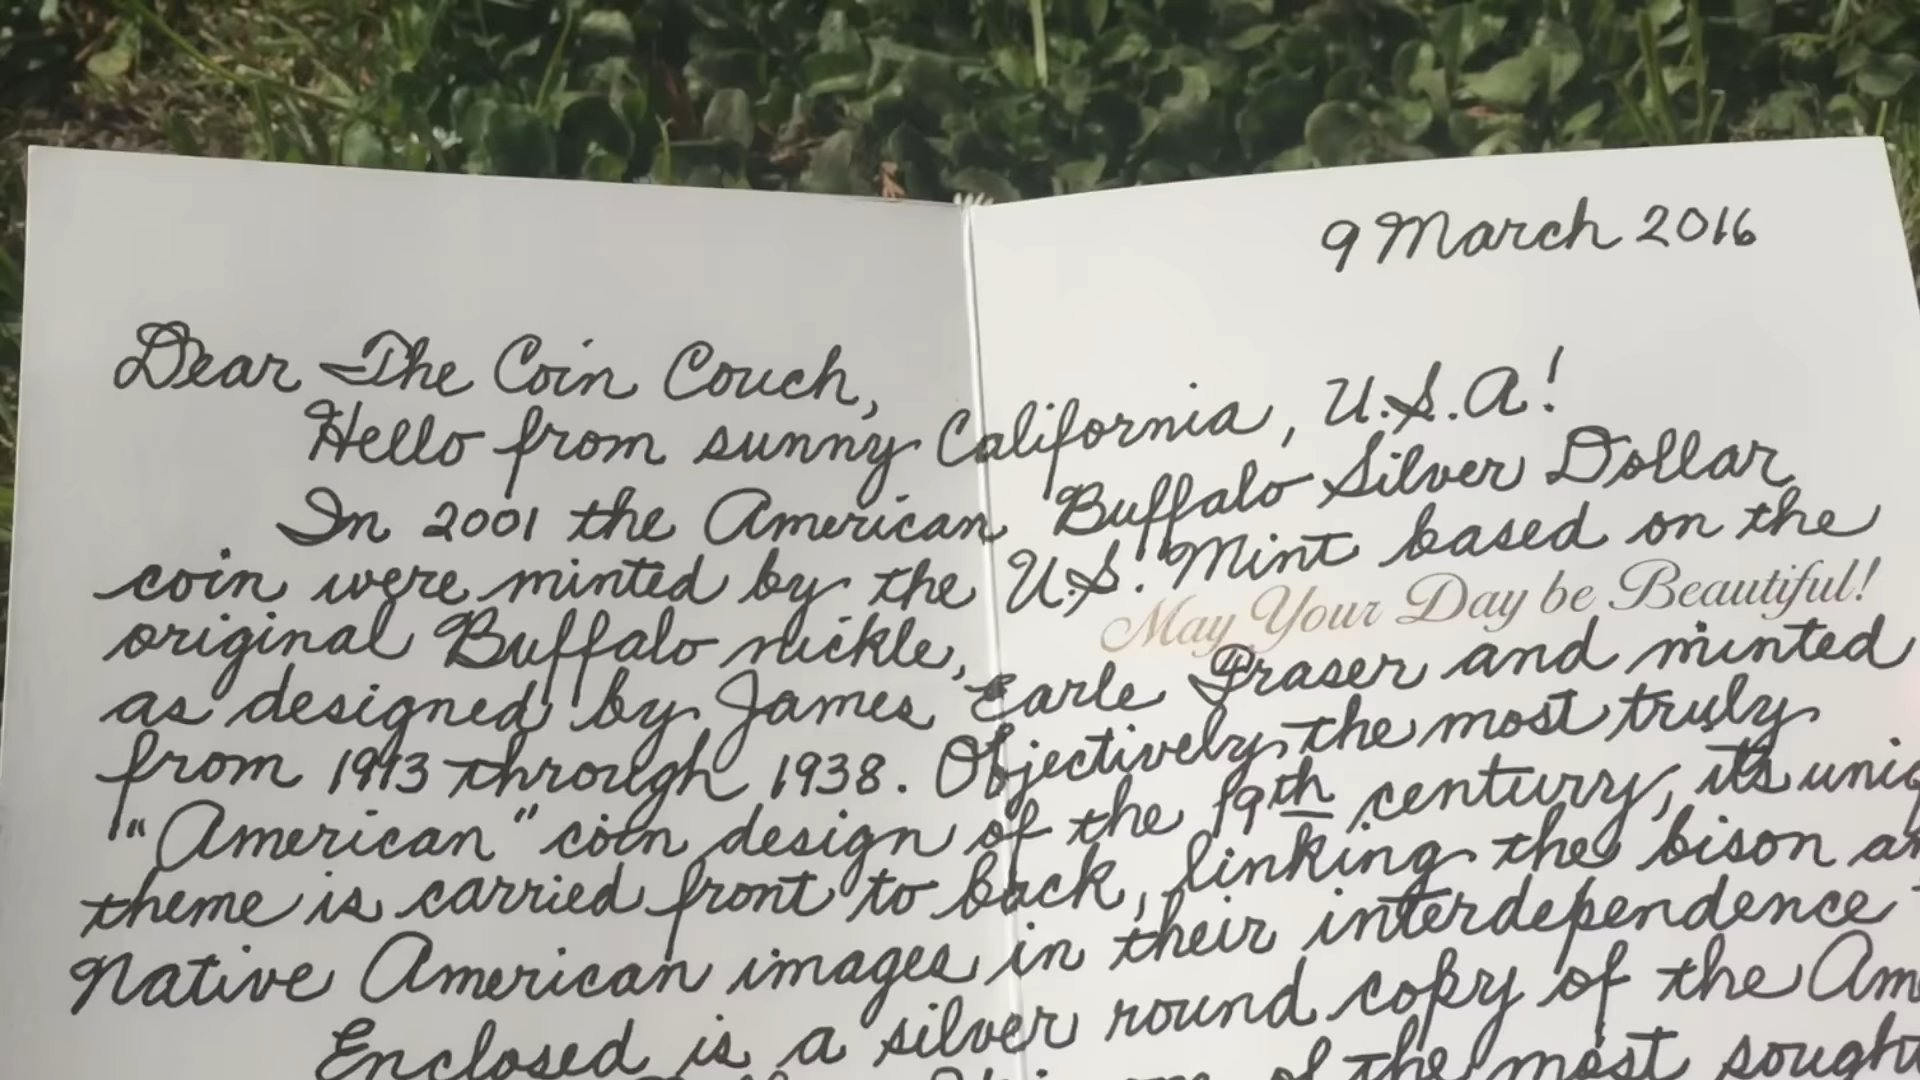 9 March 2016
Dear The Coin Couch,
Hello from sunny California, U.S.A!
In 2001 the American Buffalo Silver Dollar
coin were minted by the U.S. Mint based on the
May Your Day be Beautiful!
original Buffalo nickle,
as designed by James Earle Fraser and minted
from 1913 through 1938. Objectively the most truly
"American" coin design of the 19th century, its
theme is carried front to back, linking the bison
Native American images in their interdependence
Enclosed is a silver round copy of the
of the most sought